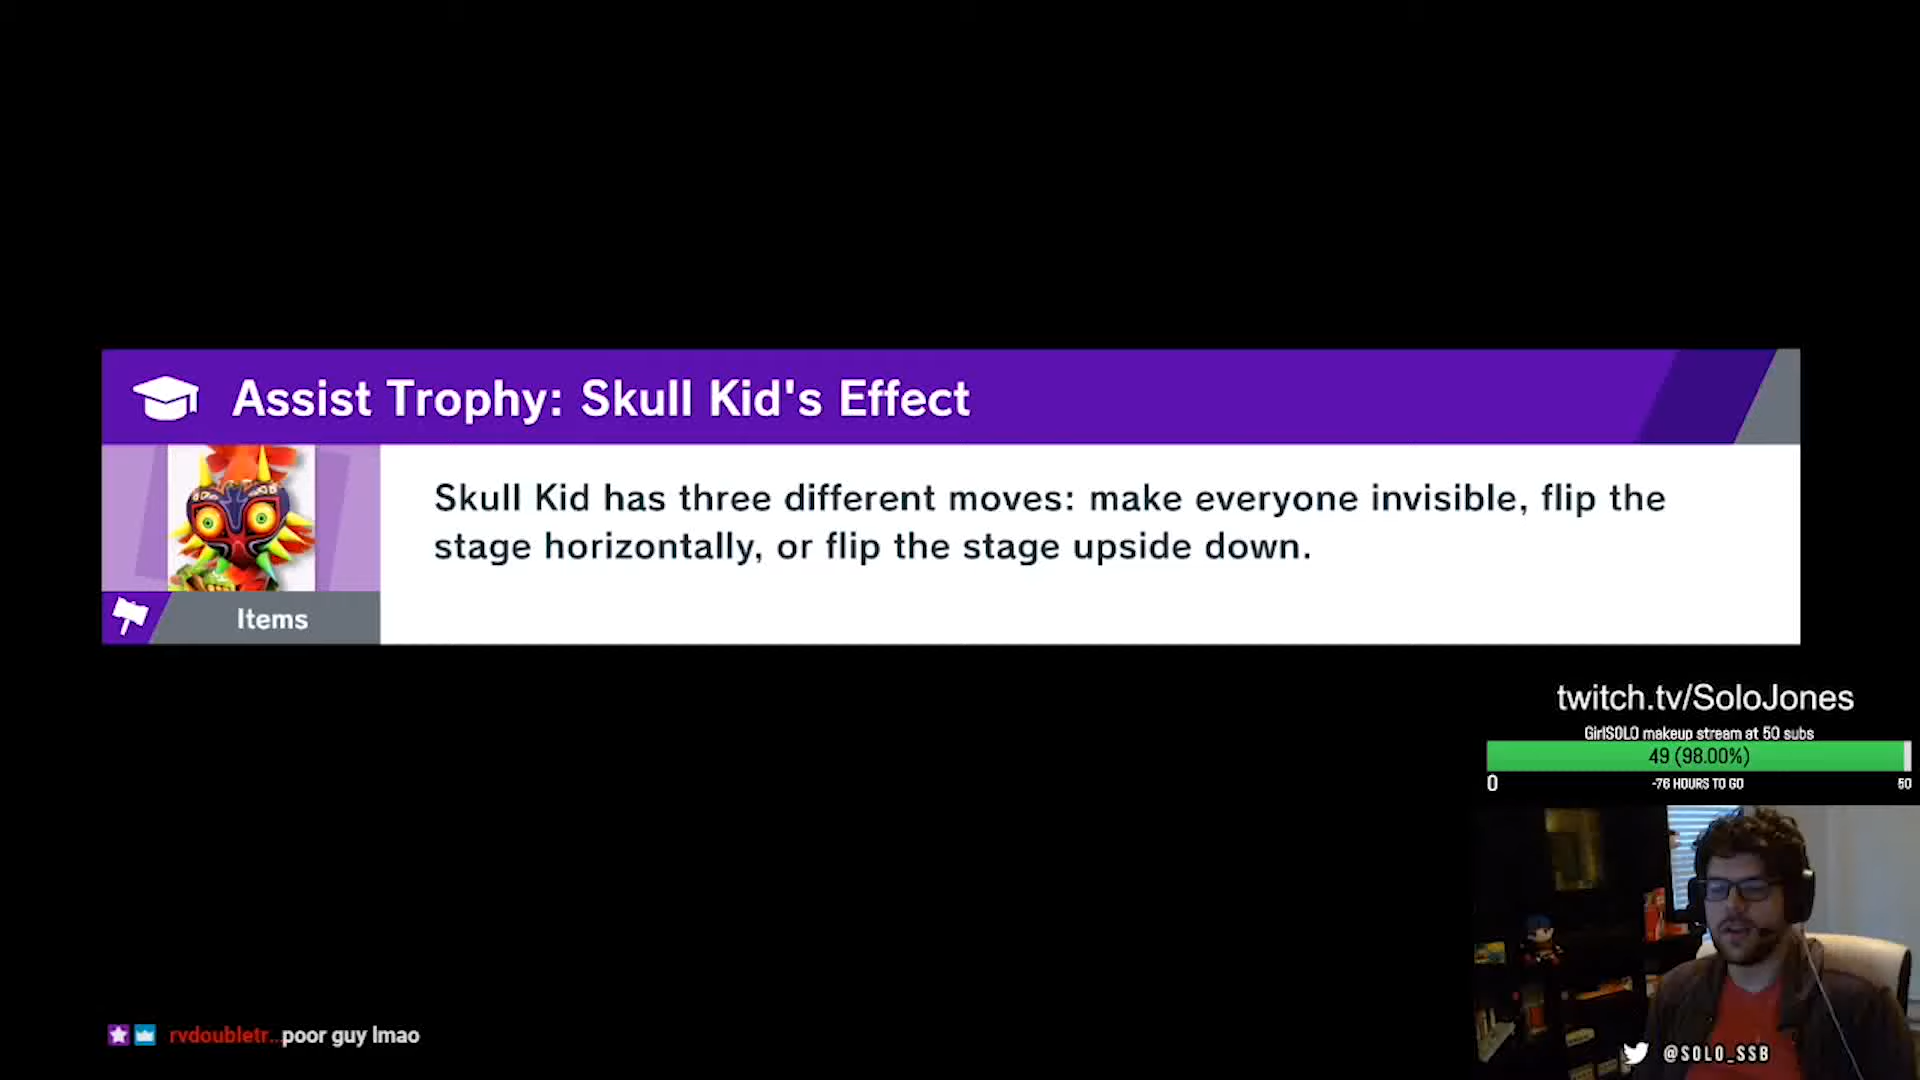 Assist Trophy: Skull Kid's Effect
Skull Kid has three different moves: make everyone invisible, flip the
stage horizontally, or flip the stage upside down.
Items
twitch.tv/SoloJones
GirlSOLO makeup stream at 50 subs
49 (98.00%)
0
-76 HOURS TO GO
50
rvdoubletr...poor guy lmao
@SOLO_SSB